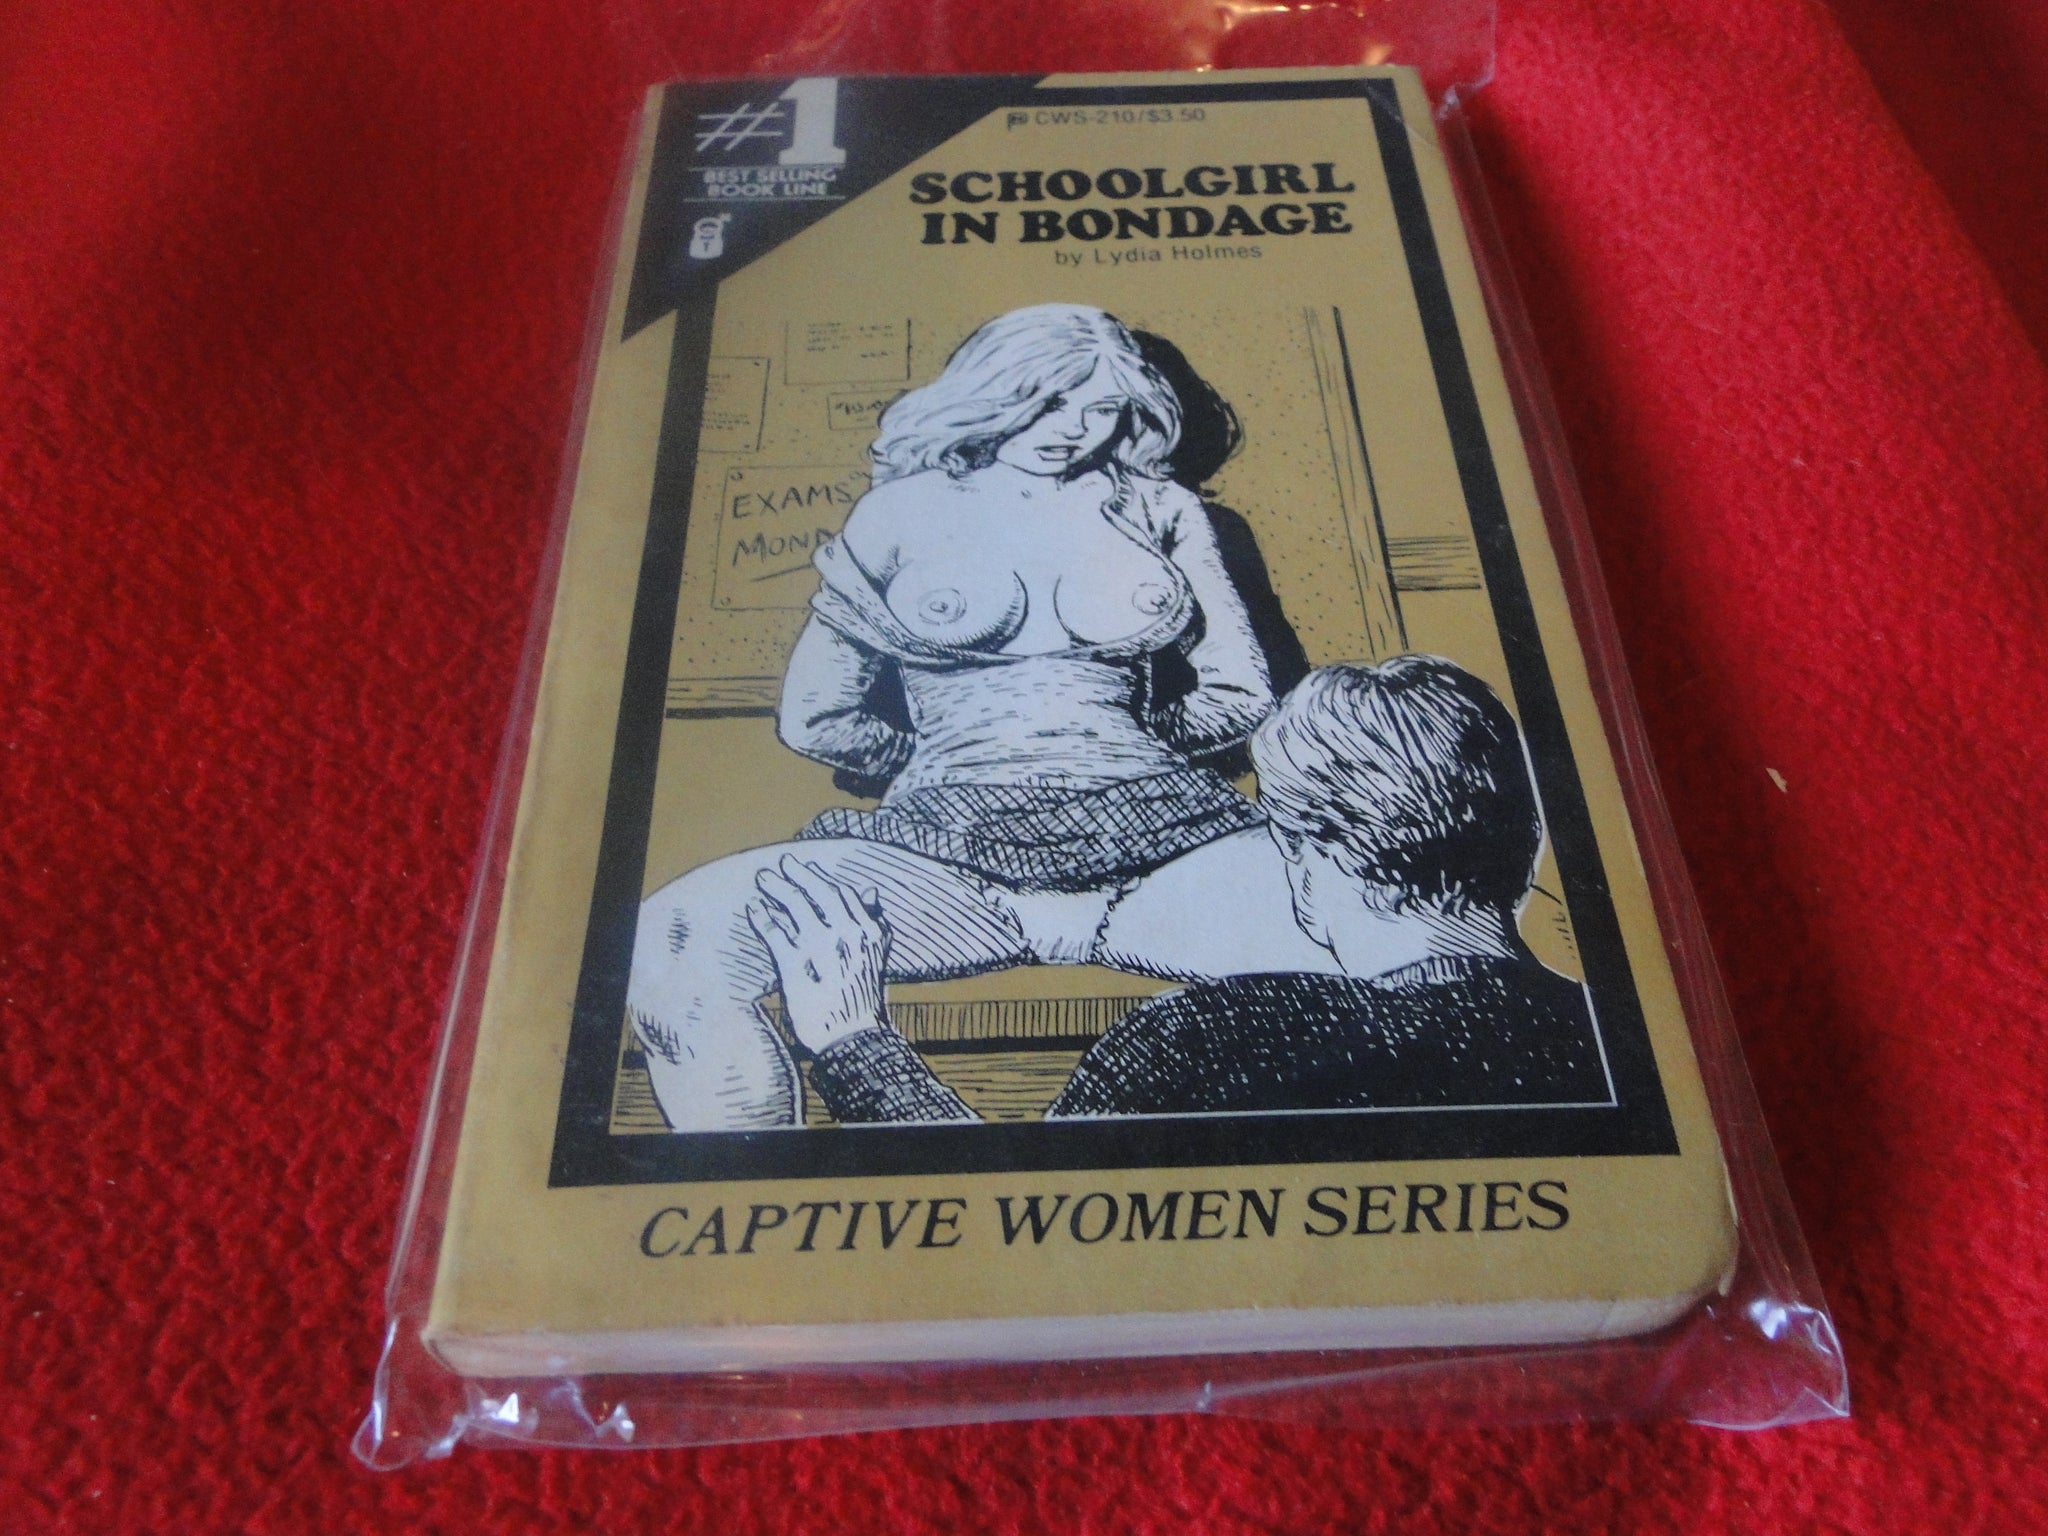 #1
BEST SELLING
BOOK LINE
CWS-210/$3.50
SCHOOLGIRL
IN BONDAGE
by Lydia Holmes
EXAMS
MOND
CAPTIVE WOMEN SERIES